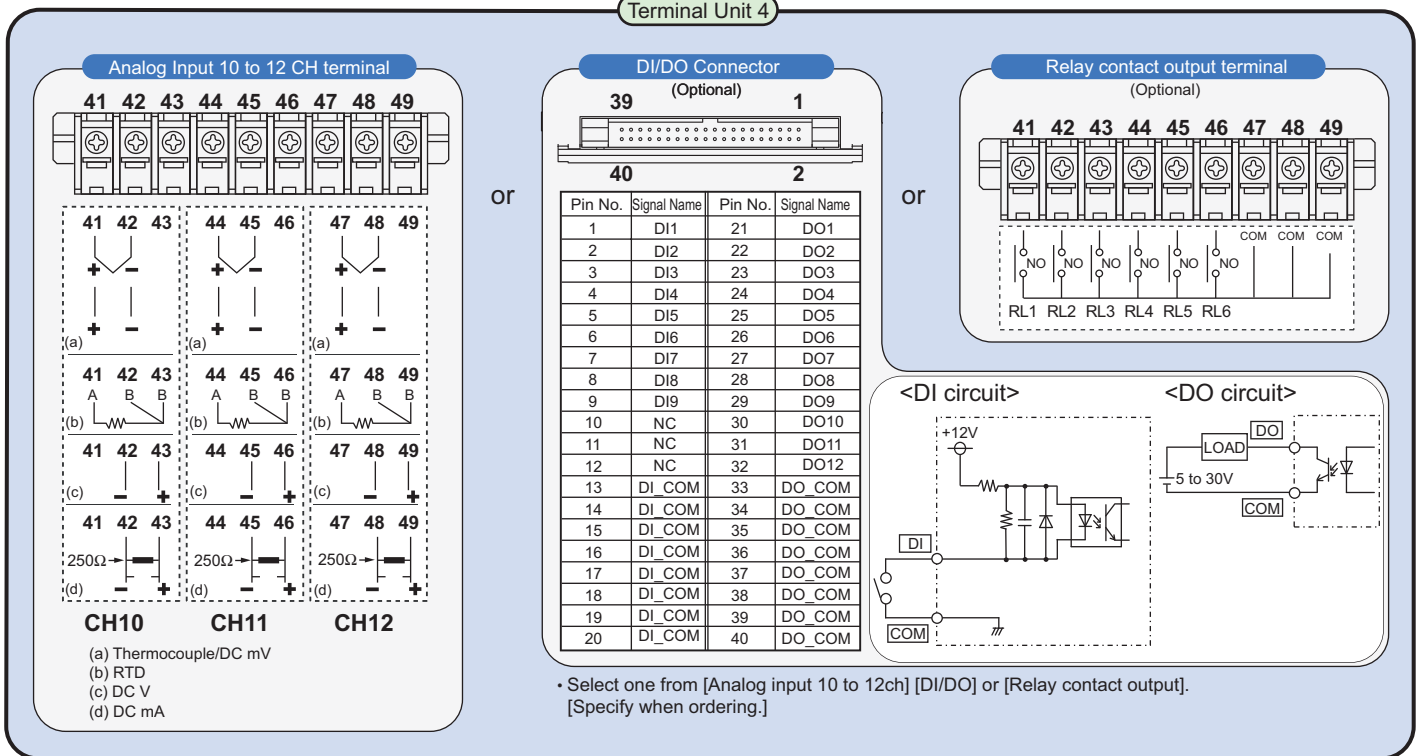 Terminal Unit 4
Analog Input 10 to 12 CH terminal
41 42 43 44 45 46 47 48 49
41 42 43 44 45 46 47 48 49
+ − + − + −
+ − + − + −
(a) (a) (a)
41 42 43 44 45 46 47 48 49
A B B A B B A B B
(b) (b) (b)
41 42 43 44 45 46 47 48 49
(c) − + (c) − + (c) − +
41 42 43 44 45 46 47 48 49
250Ω 250Ω 250Ω
(d) − + (d) − + (d) − +
CH10 CH11 CH12
(a) Thermocouple/DC mV
(b) RTD
(c) DC V
(d) DC mA
or
DI/DO Connector
(Optional)
39 1
40 2
Pin No. Signal Name Pin No. Signal Name
1 DI1 21 DO1
2 DI2 22 DO2
3 DI3 23 DO3
4 DI4 24 DO4
5 DI5 25 DO5
6 DI6 26 DO6
7 DI7 27 DO7
8 DI8 28 DO8
9 DI9 29 DO9
10 NC 30 DO10
11 NC 31 DO11
12 NC 32 DO12
13 DI_COM 33 DO_COM
14 DI_COM 34 DO_COM
15 DI_COM 35 DO_COM
16 DI_COM 36 DO_COM
17 DI_COM 37 DO_COM
18 DI_COM 38 DO_COM
19 DI_COM 39 DO_COM
20 DI_COM 40 DO_COM
or
Relay contact output terminal
(Optional)
41 42 43 44 45 46 47 48 49
COM COM COM
NO NO NO NO NO NO
RL1 RL2 RL3 RL4 RL5 RL6
<DI circuit>
+12V
DI
COM
<DO circuit>
DO
LOAD
5 to 30V
COM
• Select one from [Analog input 10 to 12ch] [DI/DO] or [Relay contact output].
[Specify when ordering.]